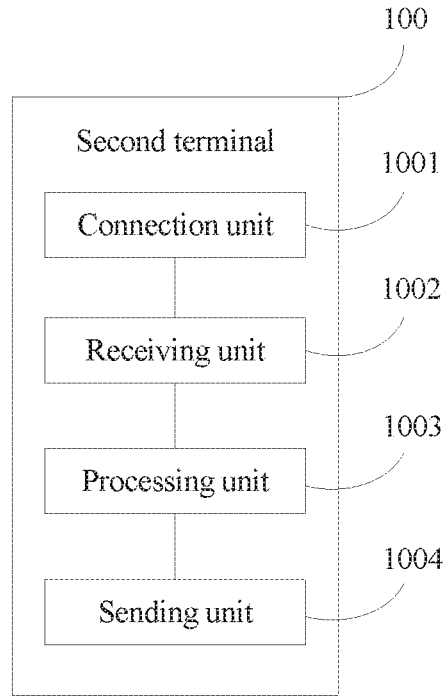 100
Second terminal
1001
Connection unit
1002
Receiving unit
1003
Processing unit
1004
Sending unit